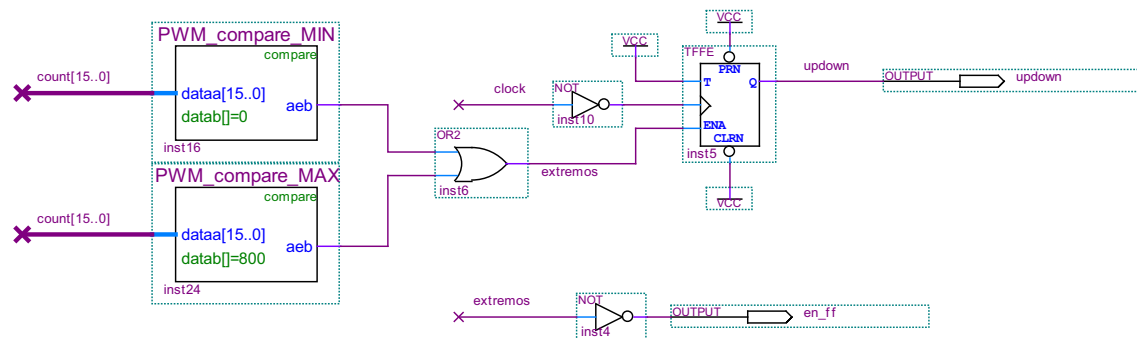 PWM_compare_MIN
compare
count[15..0]
dataa[15..0]
datab[]=0
aeb
inst16
PWM_compare_MAX
compare
count[15..0]
dataa[15..0]
datab[]=800
aeb
inst24
OR2
inst6
extremos
clock
NOT
inst10
VCC
VCC
TFFE
PRN
T
Q
ENA
CLRN
inst5
VCC
updown
OUTPUT
updown
extremos
NOT
inst4
OUTPUT
en_ff